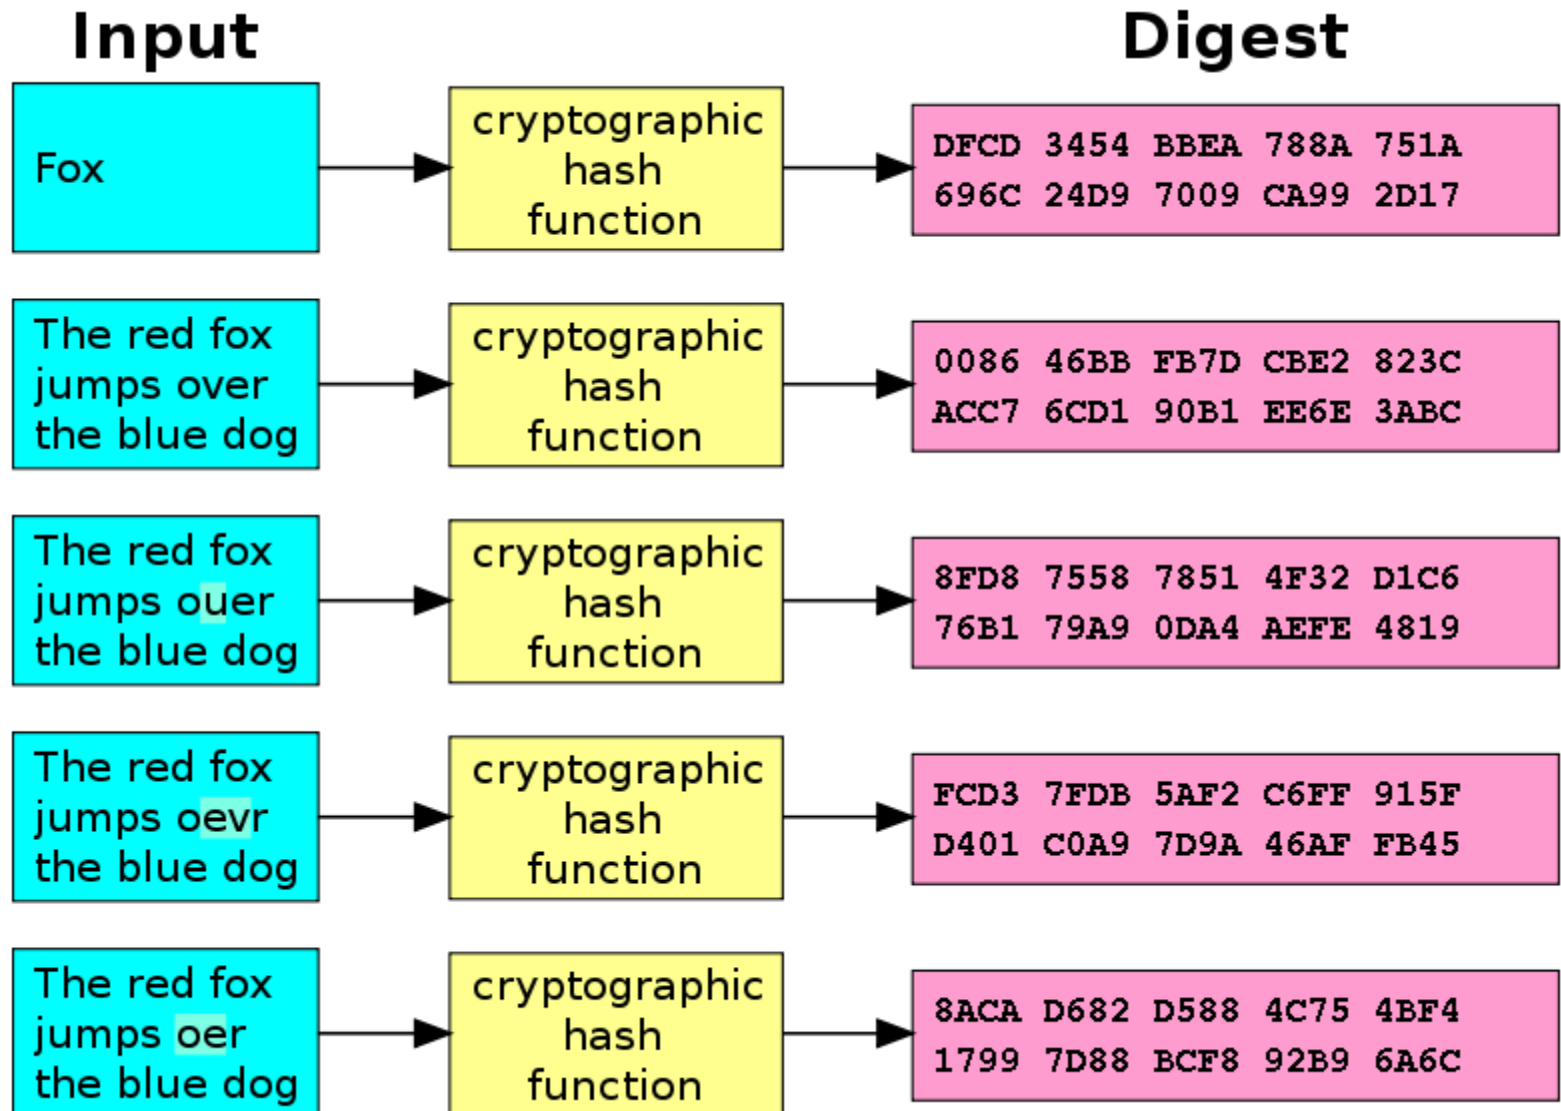 Input
Digest
Fox
cryptographic
hash
function
DFCD 3454 BBEA 788A 751A
696C 24D9 7009 CA99 2D17
The red fox
jumps over
the blue dog
cryptographic
hash
function
0086 46BB FB7D CBE2 823C
ACC7 6CD1 90B1 EE6E 3ABC
The red fox
jumps ouer
the blue dog
cryptographic
hash
function
8FD8 7558 7851 4F32 D1C6
76B1 79A9 0DA4 AEFE 4819
The red fox
jumps oevr
the blue dog
cryptographic
hash
function
FCD3 7FDB 5AF2 C6FF 915F
D401 C0A9 7D9A 46AF FB45
The red fox
jumps oer
the blue dog
cryptographic
hash
function
8ACA D682 D588 4C75 4BF4
1799 7D88 BCF8 92B9 6A6C